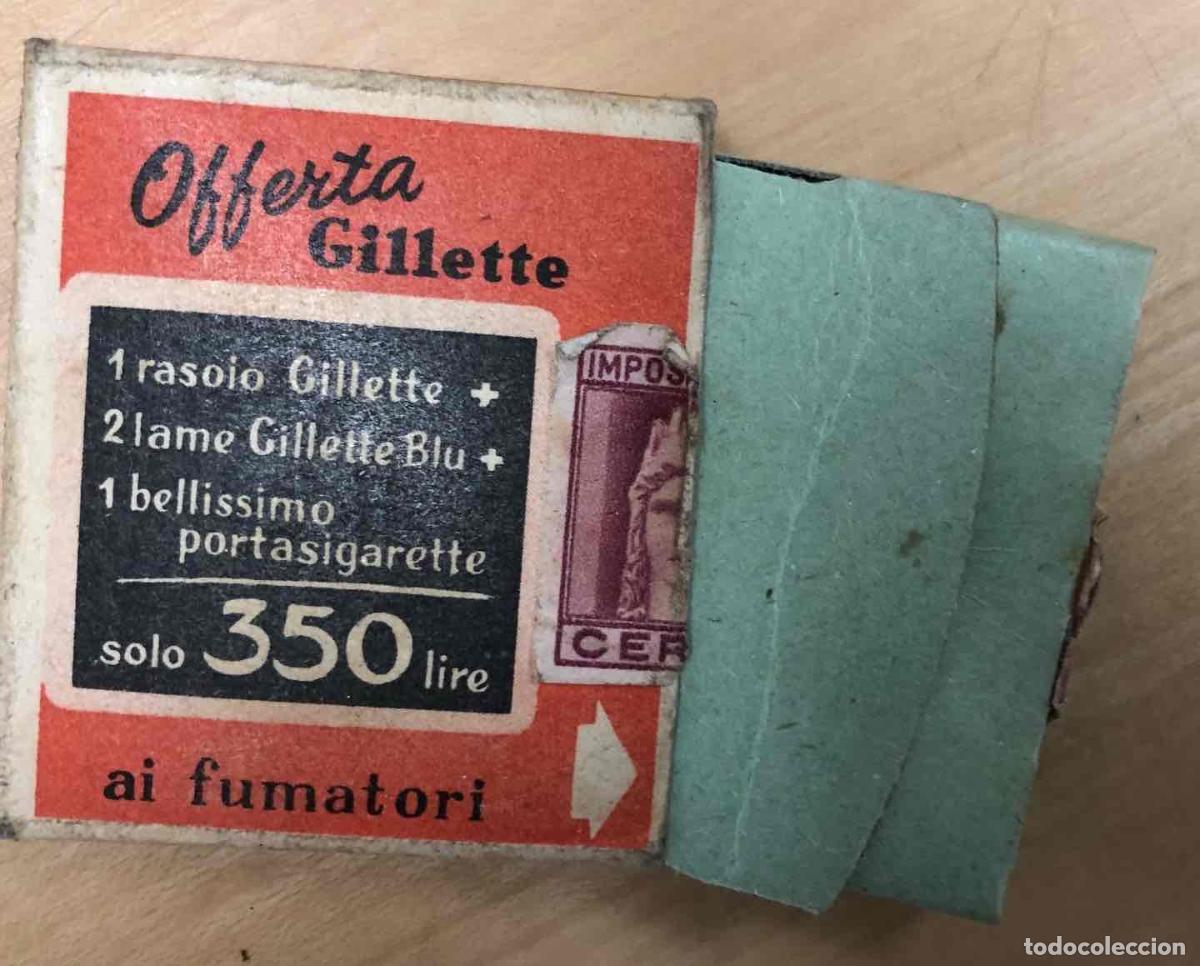 Offerta
Gillette
1 rasoio Gillette +
2 lame Gillette Blu +
1 bellissimo
portasigarette
solo 350 lire
ai fumatori
IMPOS
CER
todocoleccion